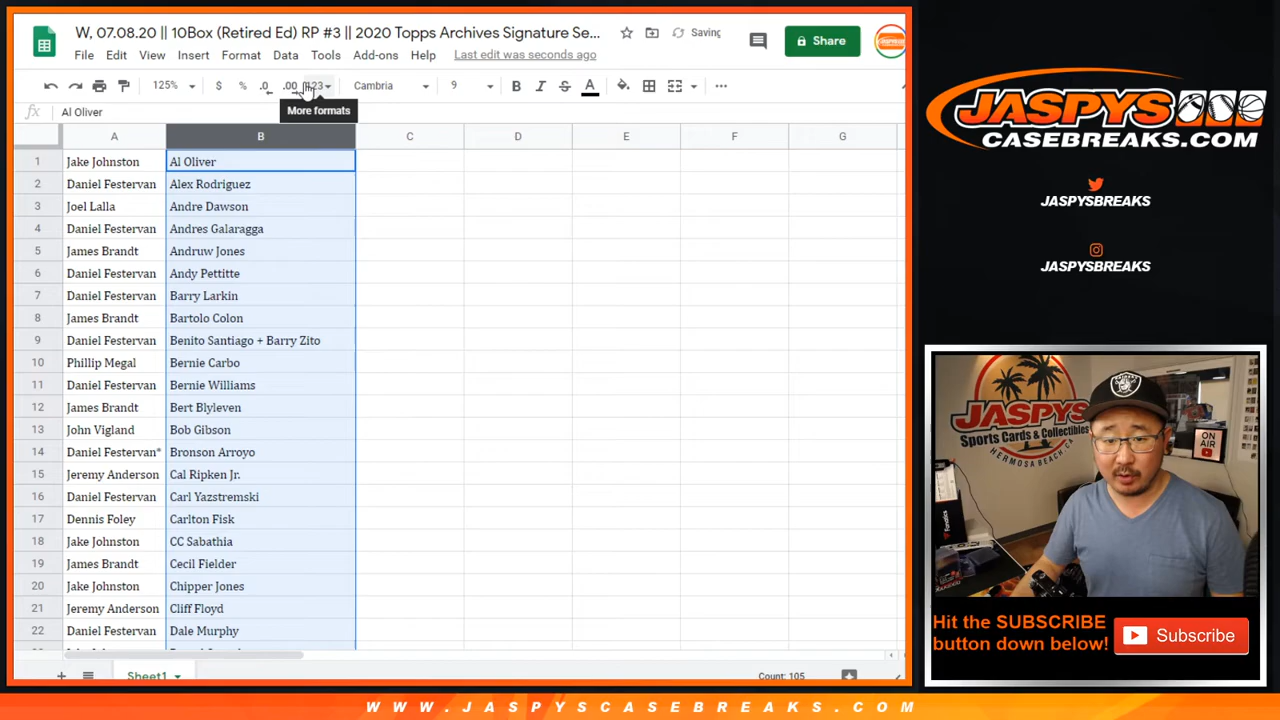 W, 07.08.20 || 10Box (Retired Ed) RP #3 || 2020 Topps Archives Signature Se...
Saving
File Edit View Insert Format Data Tools Add-ons Help Last edit was seconds ago
Share
125% $ % .0 .00 123 Cambria 9 B I S A
More formats
fx Al Oliver
A B C D E F G
1 Jake Johnston Al Oliver
2 Daniel Festervan Alex Rodriguez
3 Joel Lalla Andre Dawson
4 Daniel Festervan Andres Galaragga
5 James Brandt Andruw Jones
6 Daniel Festervan Andy Pettitte
7 Daniel Festervan Barry Larkin
8 James Brandt Bartolo Colon
9 Daniel Festervan Benito Santiago + Barry Zito
10 Phillip Megal Bernie Carbo
11 Daniel Festervan Bernie Williams
12 James Brandt Bert Blyleven
13 John Vigland Bob Gibson
14 Daniel Festervan* Bronson Arroyo
15 Jeremy Anderson Cal Ripken Jr.
16 Daniel Festervan Carl Yazstremski
17 Dennis Foley Carlton Fisk
18 Jake Johnston CC Sabathia
19 James Brandt Cecil Fielder
20 Jake Johnston Chipper Jones
21 Jeremy Anderson Cliff Floyd
22 Daniel Festervan Dale Murphy
Sheet1
Count: 105
JASPYS
CASEBREAKS.COM
JASPYSBREAKS
JASPYSBREAKS
JASPYS
Sports Cards & Collectibles
HERMOSA BEACH, CA
ON AIR
Fanatics
Hit the SUBSCRIBE
button down below!
Subscribe
WWW.JASPYSCASEBREAKS.COM